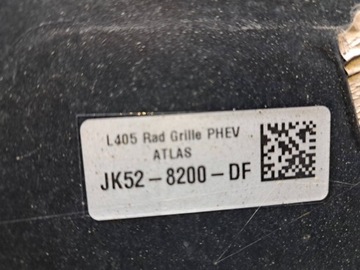 L405 Rad Grille PHEV
ATLAS
JK52-8200-DF